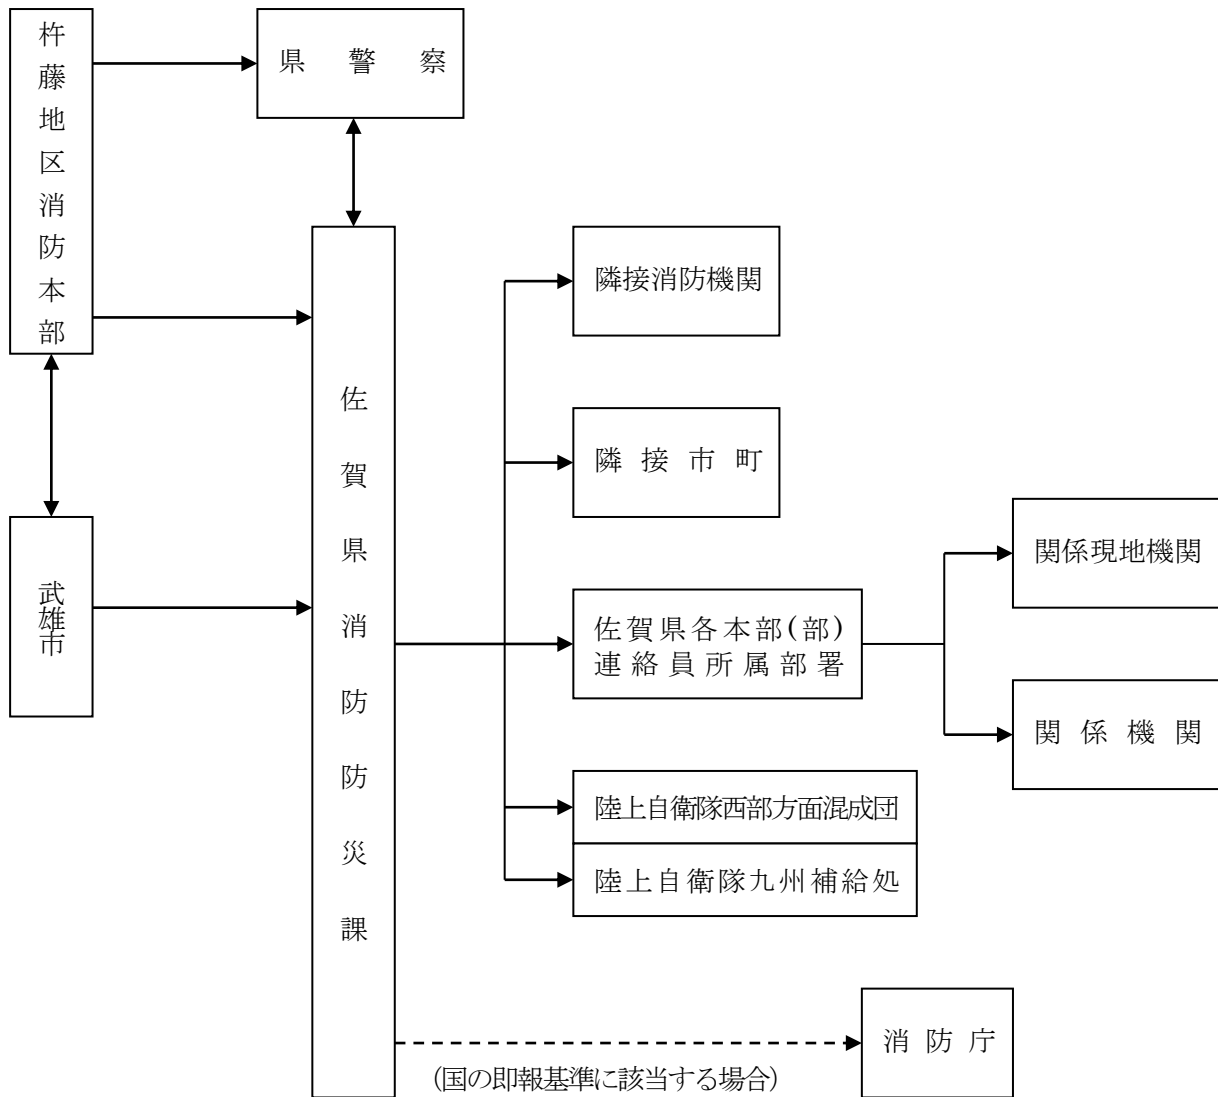 杵藤地区消防本部
県警察
隣接消防機関
佐賀県消防防災課
隣接市町
武雄市
関係現地機関
佐賀県各本部(部)
連絡員所属部署
関係機関
陸上自衛隊西部方面混成団
陸上自衛隊九州補給処
消防庁
(国の即報基準に該当する場合)